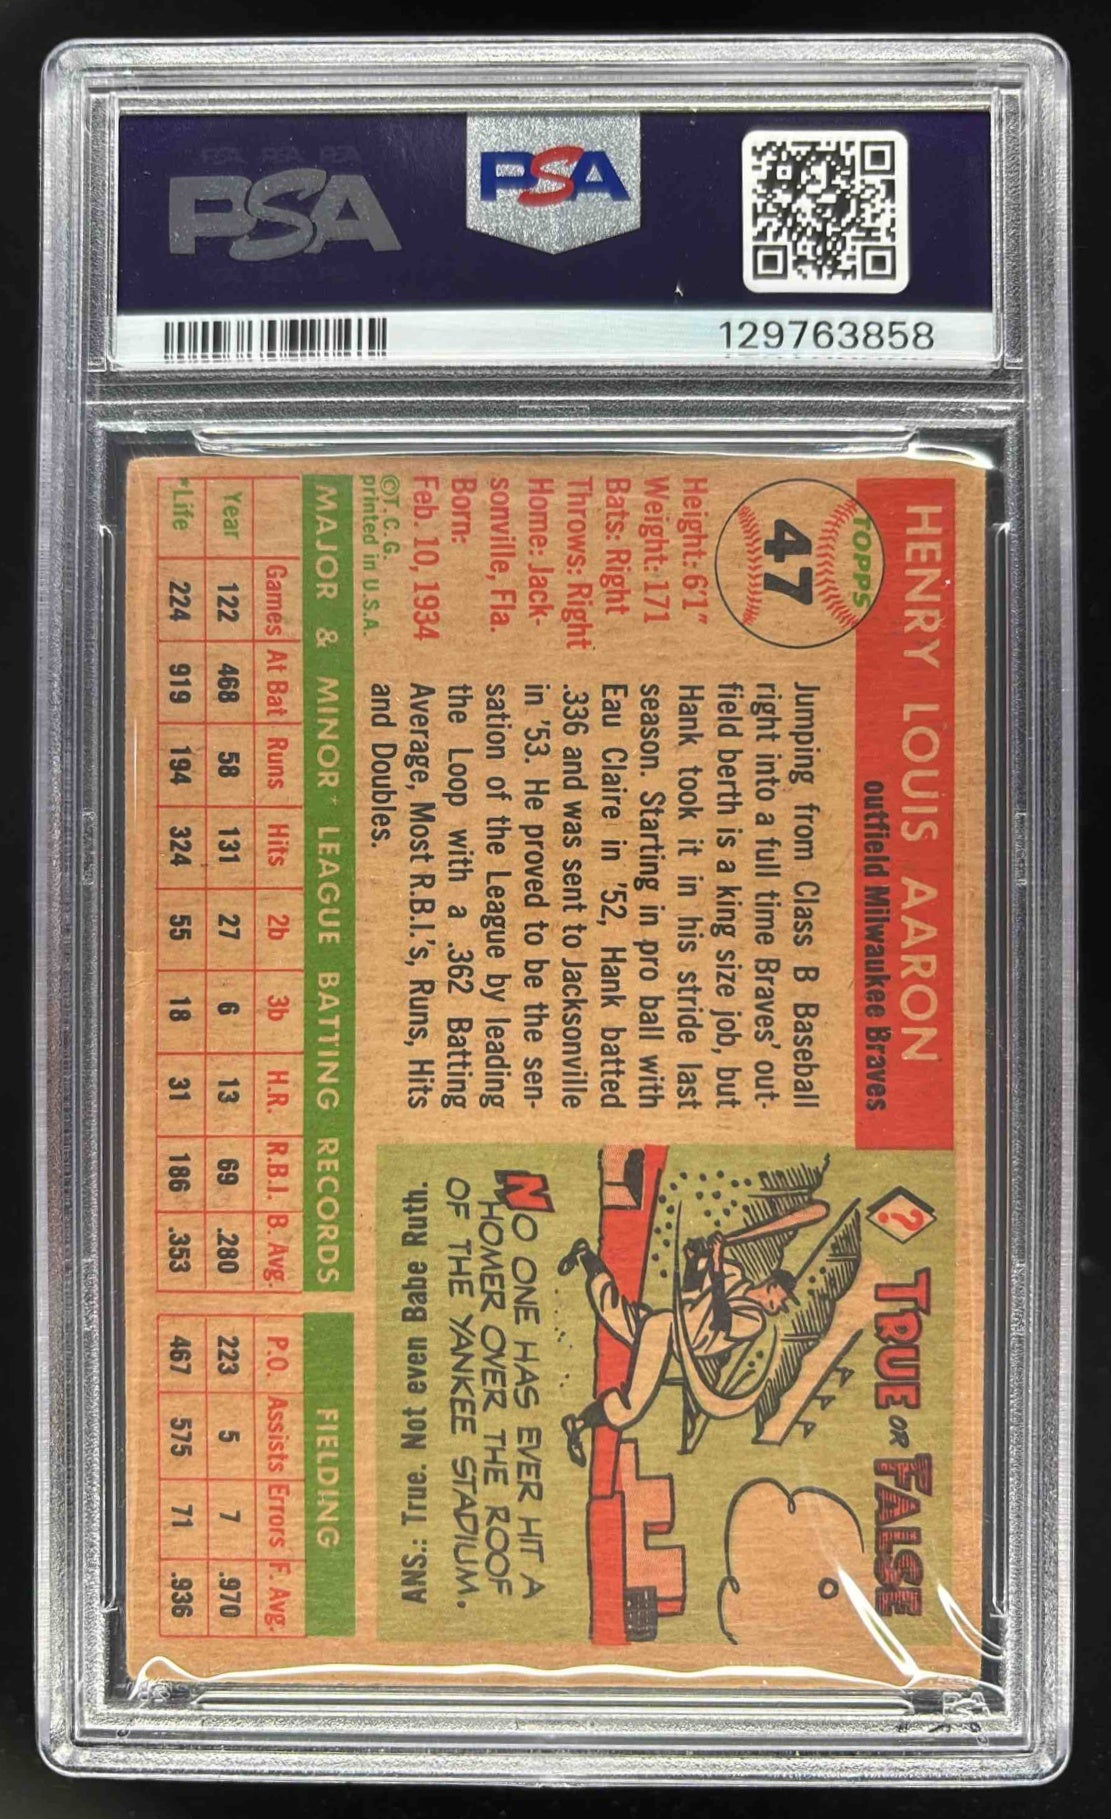 PSA
PSA
129763858
TOPPS
47
HENRY LOUIS AARON
outfield Milwaukee Braves
Height: 6'1"
Weight: 171
Bats: Right
Throws: Right
Home: Jack-
sonville, Fla.
Born:
Feb. 10, 1934
©T. C. G.
printed in U.S.A.
Jumping from Class B Baseball
right into a full time Braves' out-
field berth is a king size job, but
Hank took it in his stride last
season. Starting in pro ball with
Eau Claire in '52, Hank batted
.336 and was sent to Jacksonville
in '53. He proved to be the sen-
sation of the League by leading
the Loop with a .362 Batting
Average, Most R.B.I.'s, Runs, Hits
and Doubles.
? TRUE OR FALSE
NO ONE HAS EVER HIT A
HOMER OVER THE ROOF
OF THE YANKEE STADIUM.
ANS.: True. Not even Babe Ruth.
MAJOR & MINOR* LEAGUE BATTING RECORDS FIELDING
Games At Bat Runs Hits 2b 3b H.R. R.B.I. B. Avg. P.O. Assists Errors F. Avg.
Year 122 468 58 131 27 6 13 69 .280 223 5 7 .970
*Life 224 919 194 324 55 18 31 186 .353 467 575 71 .936